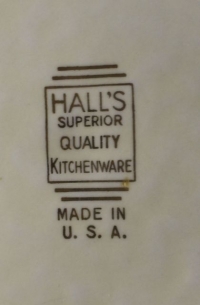 HALL'S
SUPERIOR
QUALITY
KITCHENWARE
MADE IN
U. S. A.